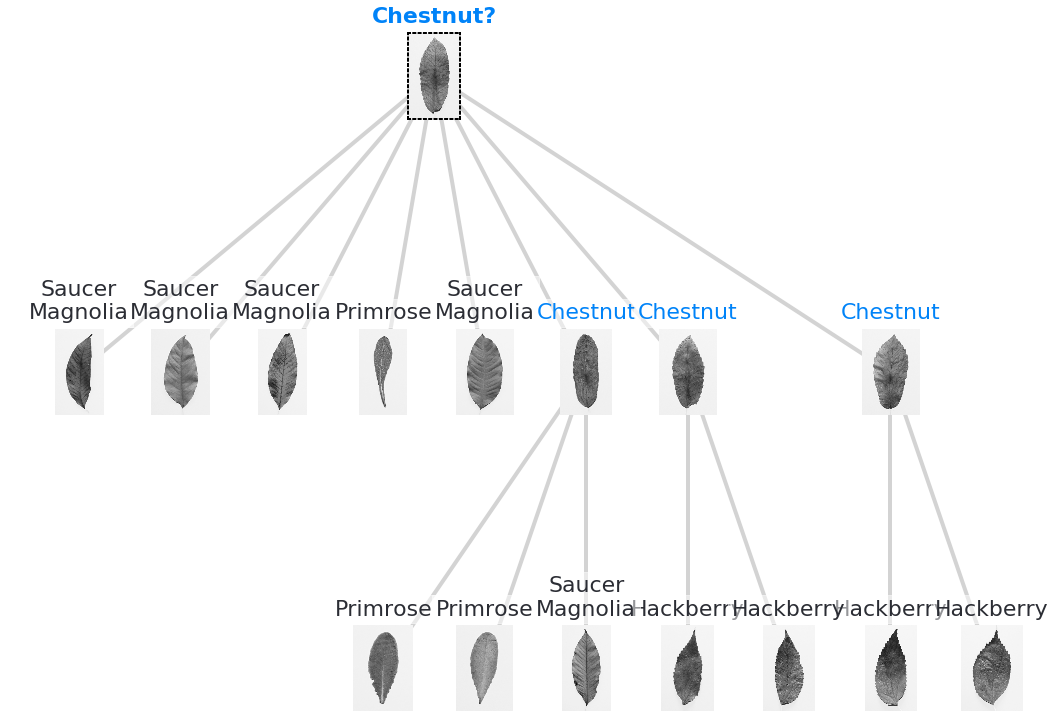 Chestnut?
Saucer Magnolia
Saucer Magnolia
Saucer Magnolia
Primrose
Saucer Magnolia
Chestnut
Chestnut
Chestnut
Primrose
Primrose
Saucer Magnolia
Hackberry
Hackberry
Hackberry
Hackberry